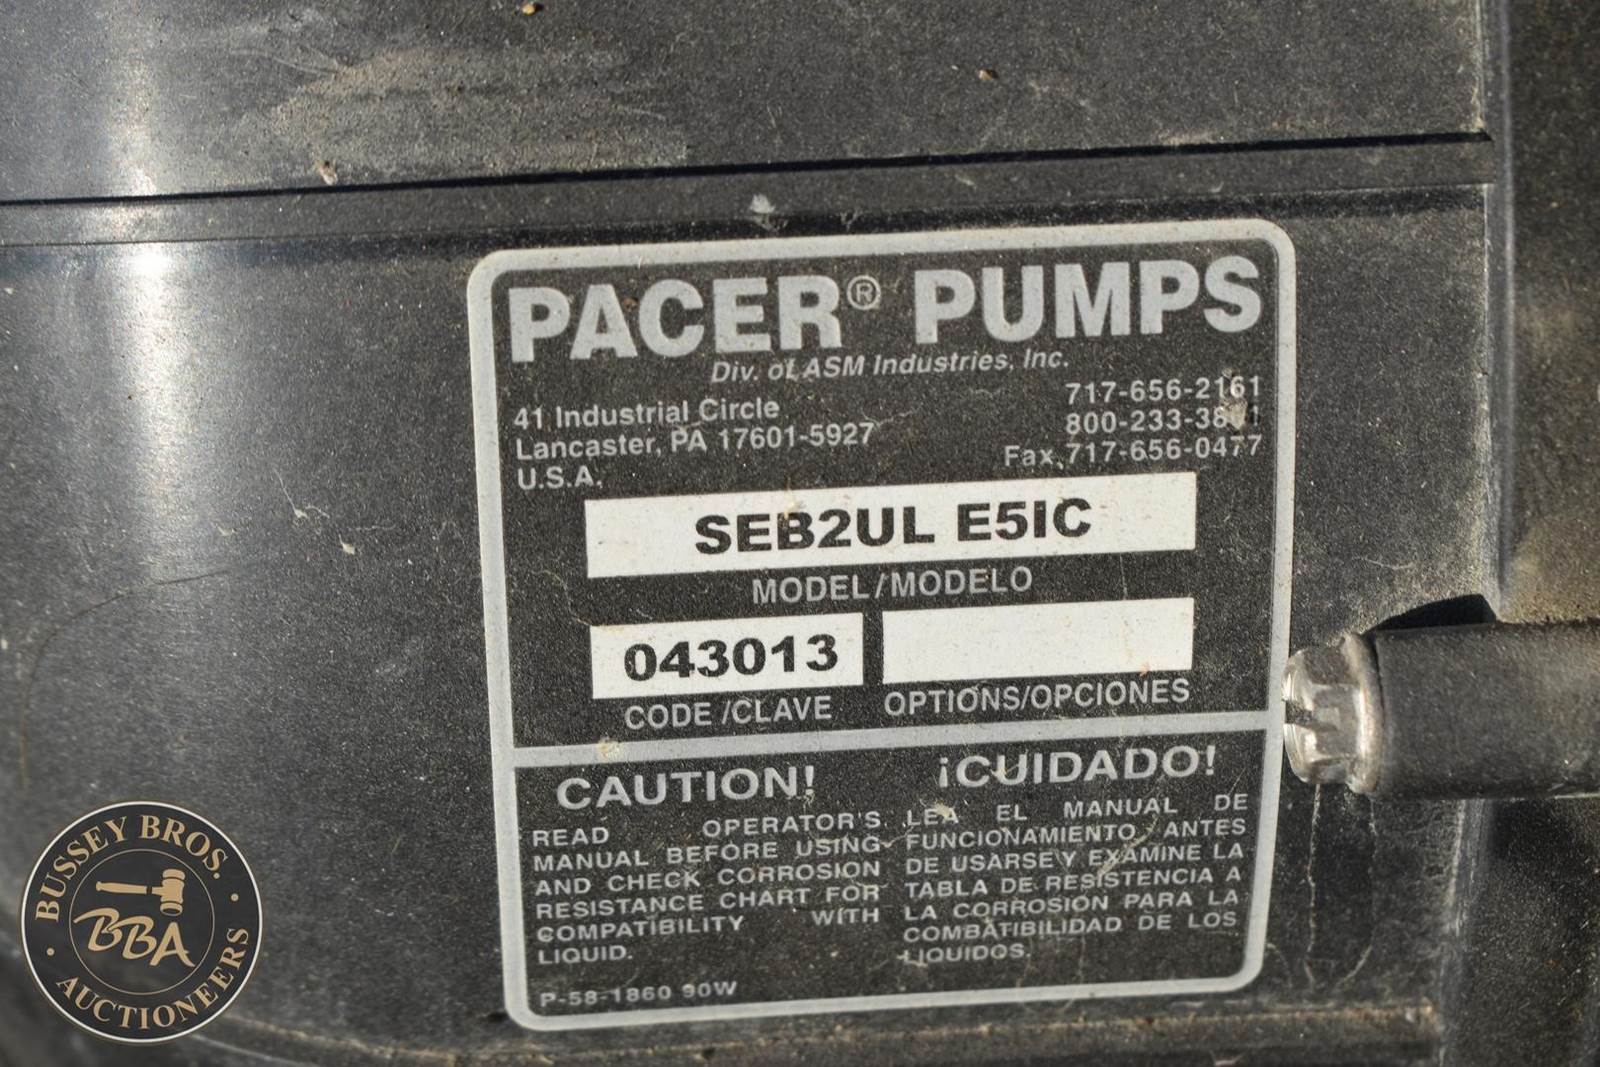 PACER® PUMPS
Div. of ASM Industries, Inc.
41 Industrial Circle
Lancaster, PA 17601-5927
U.S.A.
717-656-2161
Fax 717-656-0477
SEB2UL E5IC
MODEL/MODELO
043013
CODE /CLAVE
OPTIONS/OPCIONES
CAUTION!
READ OPERATOR'S
MANUAL BEFORE USING
AND CHECK CORROSION
RESISTANCE CHART FOR
COMPATIBILITY WITH
LIQUID.
¡CUIDADO!
LEA EL MANUAL DE
FUNCIONAMIENTO ANTES
DE USARSE Y EXAMINE LA
TABLA DE RESISTENCIA A
LA CORROSIÓN PARA LA
COMBATIBILIDAD DE LOS
LIQUIDOS.
P-58-1860 90W
BUSSEY BROS.
BBA
AUCTIONEERS